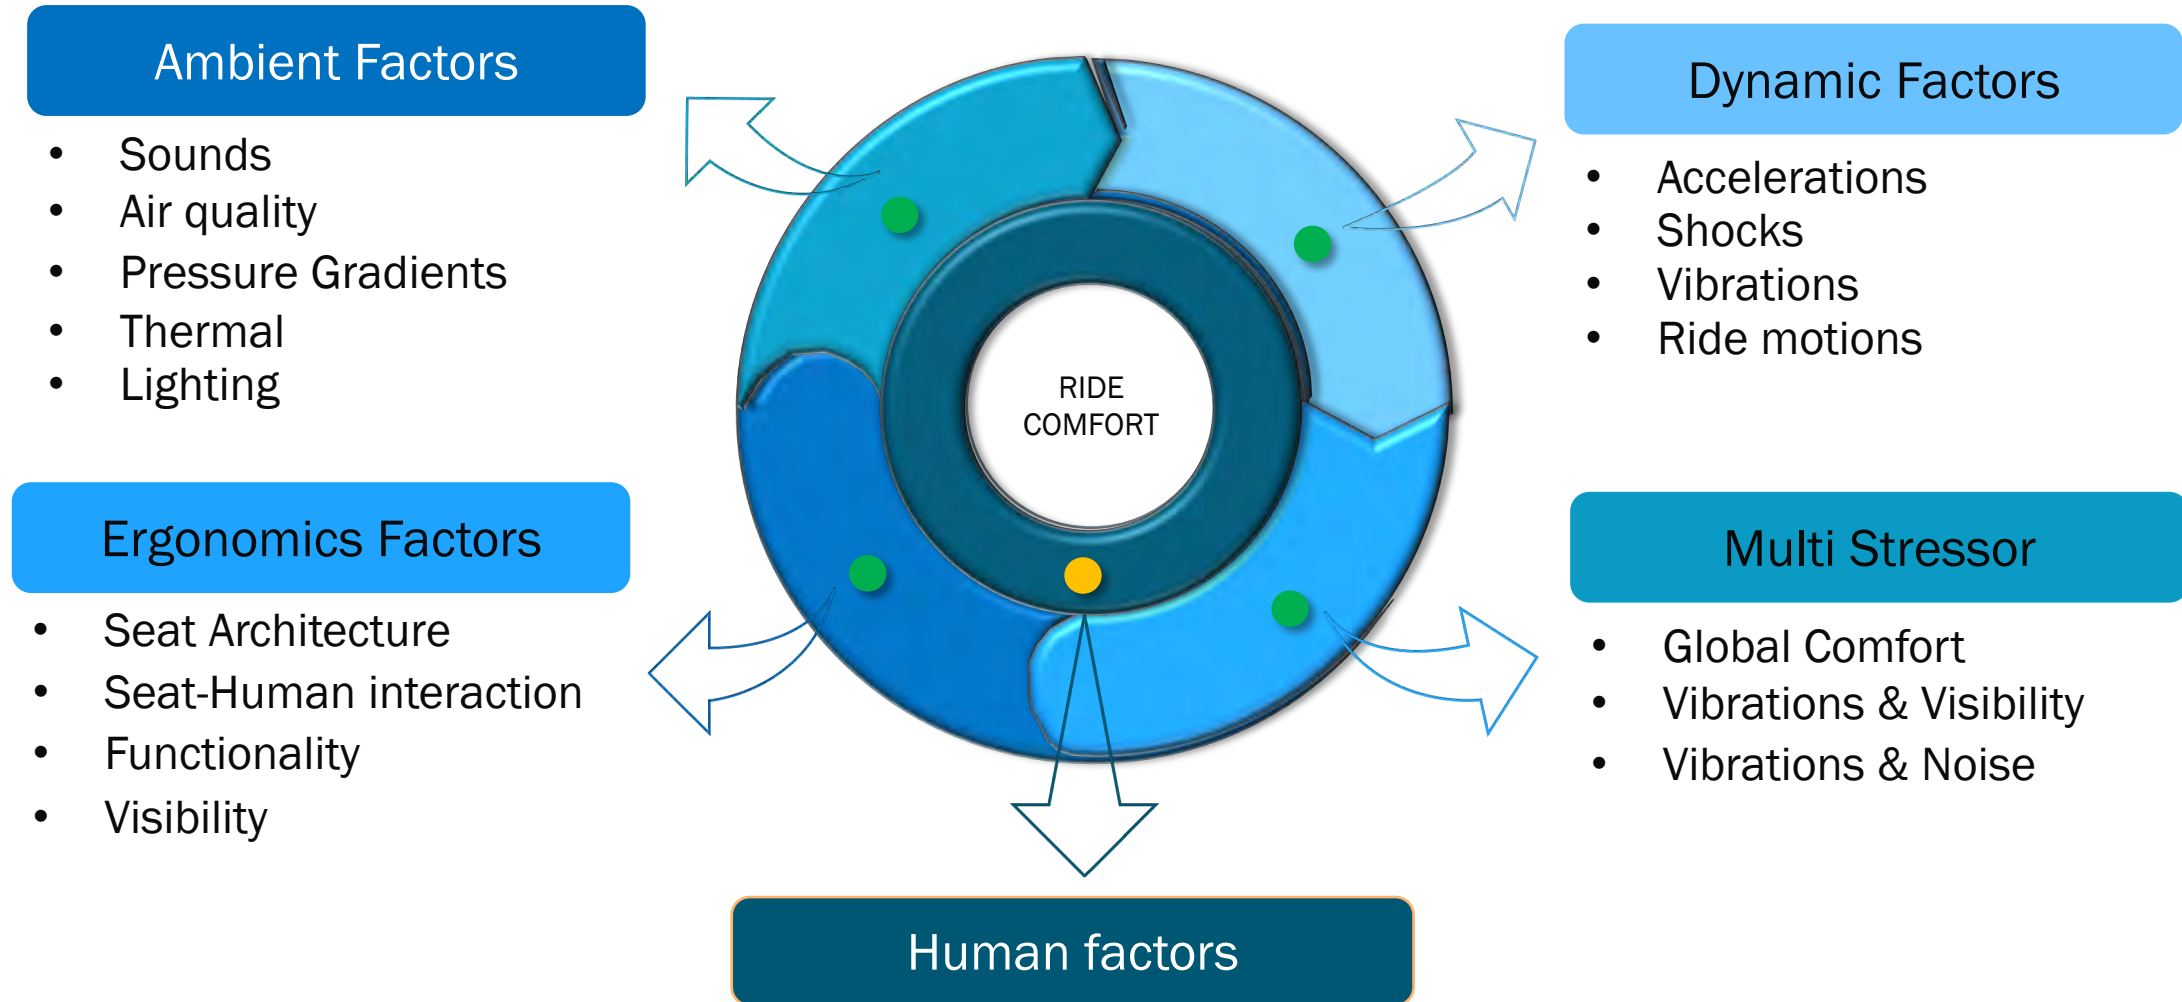 Ambient Factors
• Sounds
• Air quality
• Pressure Gradients
• Thermal
• Lighting
Dynamic Factors
• Accelerations
• Shocks
• Vibrations
• Ride motions
RIDE
COMFORT
Ergonomics Factors
• Seat Architecture
• Seat-Human interaction
• Functionality
• Visibility
Multi Stressor
• Global Comfort
• Vibrations & Visibility
• Vibrations & Noise
Human factors